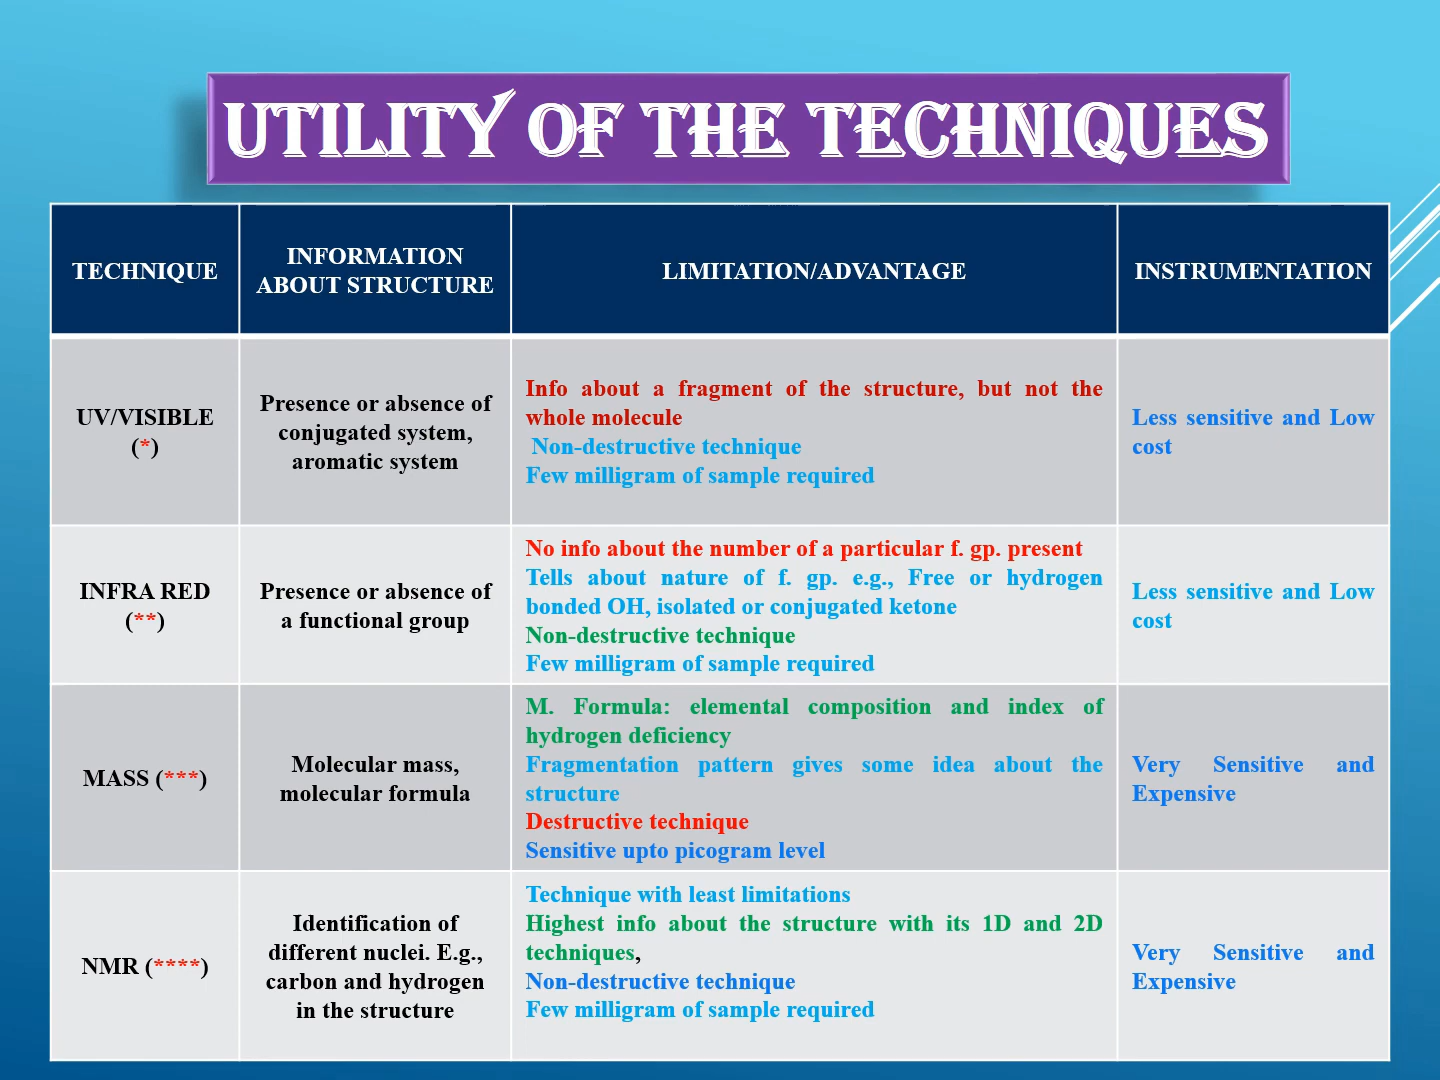 UTILITY OF THE TECHNIQUES
TECHNIQUE
INFORMATION
ABOUT STRUCTURE
LIMITATION/ADVANTAGE
INSTRUMENTATION
UV/VISIBLE
(*)
Presence or absence of
conjugated system,
aromatic system
Info about a fragment of the structure, but not the
whole molecule
Non-destructive technique
Few milligram of sample required
Less sensitive and Low
cost
INFRA RED
(**)
Presence or absence of
a functional group
No info about the number of a particular f. gp. present
Tells about nature of f. gp. e.g., Free or hydrogen
bonded OH, isolated or conjugated ketone
Non-destructive technique
Few milligram of sample required
Less sensitive and Low
cost
MASS (***)
Molecular mass,
molecular formula
M. Formula: elemental composition and index of
hydrogen deficiency
Fragmentation pattern gives some idea about the
structure
Destructive technique
Sensitive upto picogram level
Very Sensitive and
Expensive
NMR (****)
Identification of
different nuclei. E.g.,
carbon and hydrogen
in the structure
Technique with least limitations
Highest info about the structure with its 1D and 2D
techniques,
Non-destructive technique
Few milligram of sample required
Very Sensitive and
Expensive